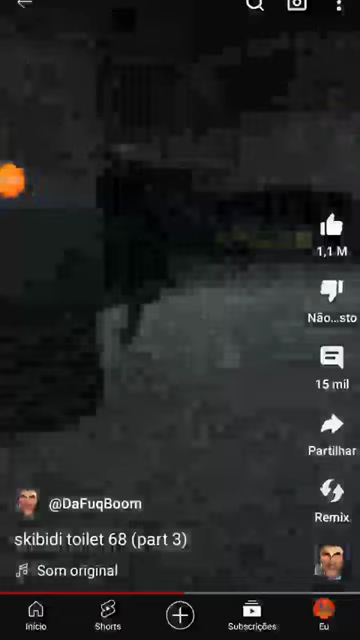 1,1 M
Não...sto
15 mil
Partilhar
Remix
@DaFuqBoom
skibidi toilet 68 (part 3)
Som original
Início
Shorts
Subscrições
Eu